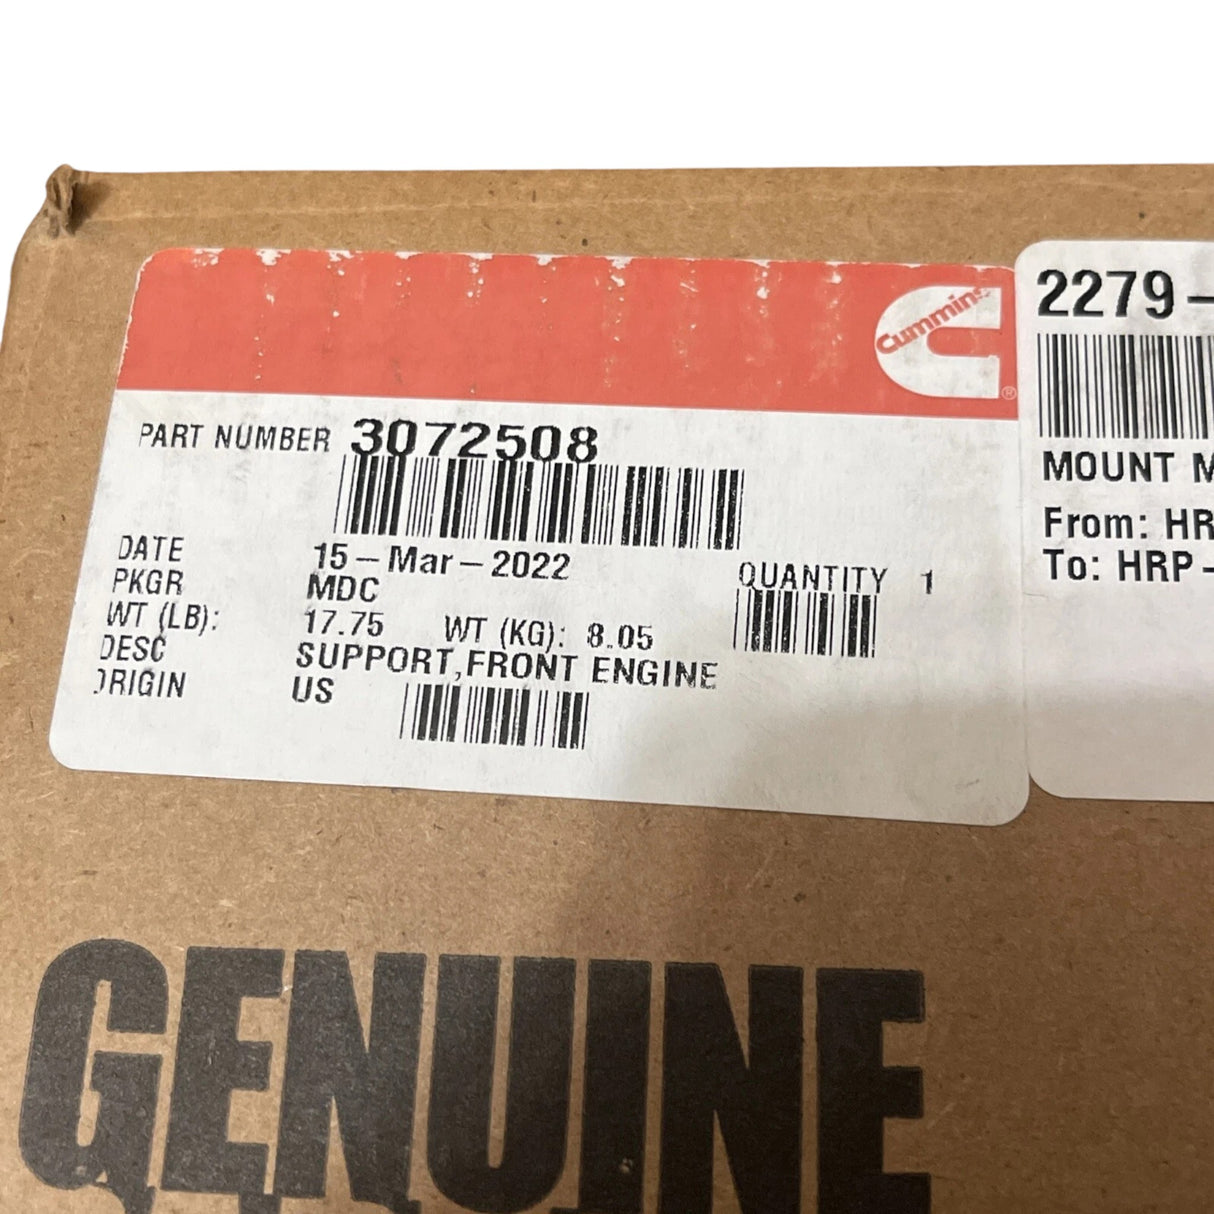 Cummins
®
PART NUMBER 3072508
DATE 15-Mar-2022
PKGR MDC
QUANTITY 1
WT (LB): 17.75 WT (KG): 8.05
DESC SUPPORT,FRONT ENGINE
ORIGIN US
2279-
MOUNT M
From: HR
To: HRP-
GENUINE